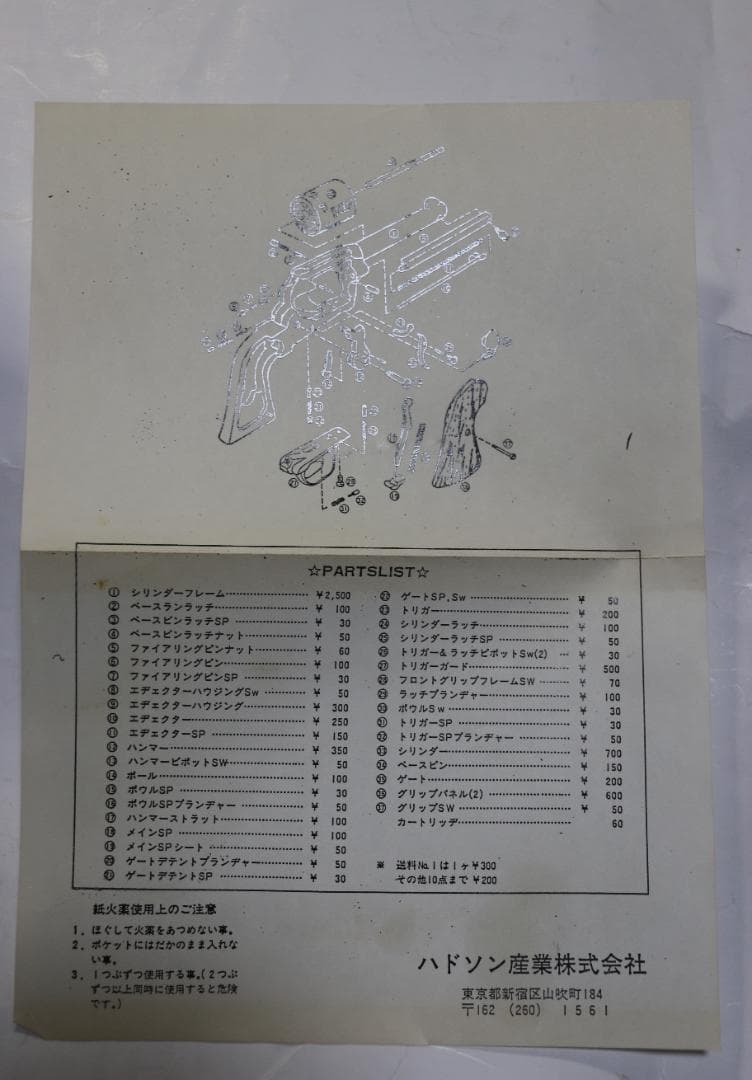 ☆PARTSLIST☆
① シリンダーフレーム ¥2,500
② ベースランラッチ ¥ 100
③ ベースピンラッチSP ¥ 30
④ ベースピンラッチナット ¥ 50
⑤ ファイアリングピンナット ¥ 60
⑥ ファイアリングピン ¥ 100
⑦ ファイアリングピンSP ¥ 30
⑧ エヂェクターハウジングSw ¥ 50
⑨ エヂェクターハウジング ¥ 300
⑩ エヂェクター ¥ 250
⑪ エヂェクターSP ¥ 150
⑫ ハンマー ¥ 350
⑬ ハンマーピボットSW ¥ 50
⑭ ボール ¥ 100
⑮ ボウルSP ¥ 30
⑯ ボウルSPプランヂャー ¥ 50
⑰ ハンマーストラット ¥ 100
⑱ メインSP ¥ 100
⑲ メインSPシート ¥ 50
⑳ ゲートデテントプランヂャー ¥ 50
㉑ ゲートデテントSP ¥ 30
㉒ ゲートSP,Sw ¥ 50
㉓ トリガー ¥ 200
㉔ シリンダーラッチ ¥ 100
㉕ シリンダーラッチSP ¥ 50
㉖ トリガー&ラッチピボットSw(2) ¥ 30
㉗ トリガーガード ¥ 500
㉘ フロントグリップフレームSW ¥ 70
㉙ ラッチプランヂャー ¥ 100
㉚ ボウルSw ¥ 30
㉛ トリガーSP ¥ 30
㉜ トリガーSPプランヂャー ¥ 50
㉝ シリンダー ¥ 700
㉞ ベースピン ¥ 150
㉟ ゲート ¥ 200
㊱ グリップパネル(2) ¥ 600
㊲ グリップSW ¥ 50
カートリッヂ 60
※ 送料No.1は1ヶ¥300
その他10点まで¥200
紙火薬使用上のご注意
1. ほぐして火薬をあつめない事。
2. ポケットにはだかのまま入れな
い事。
3. 1つぶずつ使用する事。(2つぶ
ずつ以上同時に使用すると危険
です。)
ハドソン産業株式会社
東京都新宿区山吹町184
〒162 (260) 1561